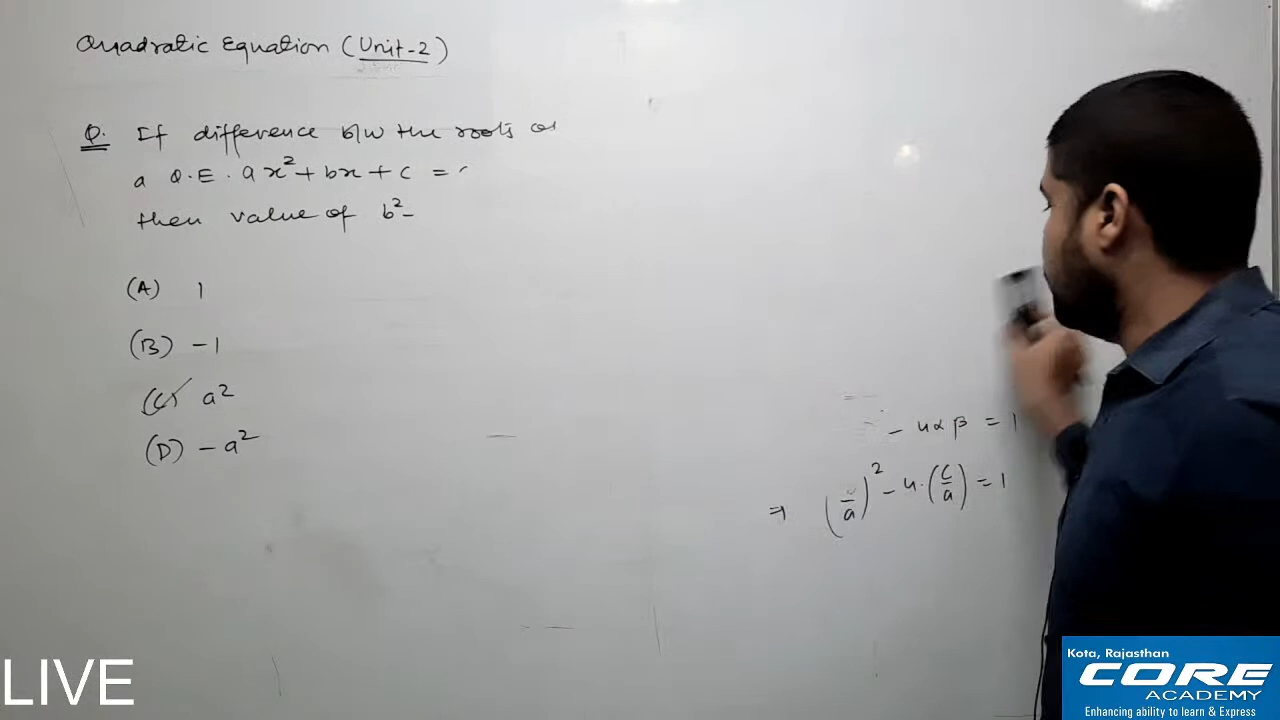 Quadratic Equation (Unit-2)
Q. If difference b/w the roots of
a Q.E. ax²+bx+c =
then value of b²-
(A) 1
(B) -1
(C) a²
(D) -a²
- 4αβ = 1
⇒ ( /a)² - 4.(c/a) = 1
LIVE
Kota, Rajasthan
CORE
ACADEMY
Enhancing ability to learn & Express